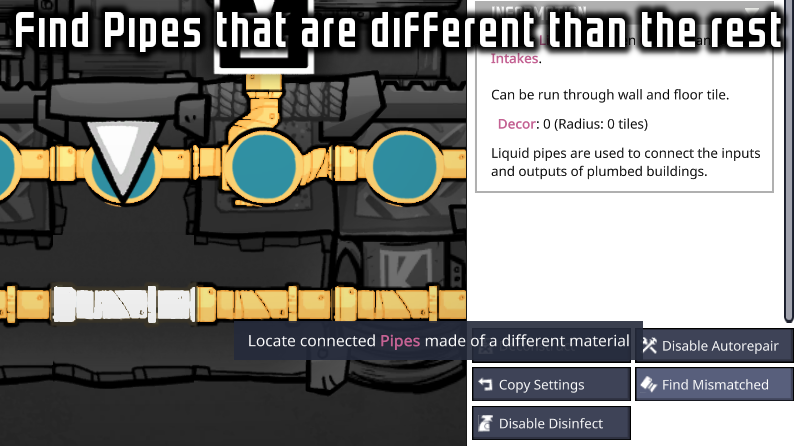 Find Pipes that are different than the rest
Intakes.
Can be run through wall and floor tile.
Decor: 0 (Radius: 0 tiles)
Liquid pipes are used to connect the inputs
and outputs of plumbed buildings.
Locate connected Pipes made of a different material
Disable Autorepair
Copy Settings
Find Mismatched
Disable Disinfect